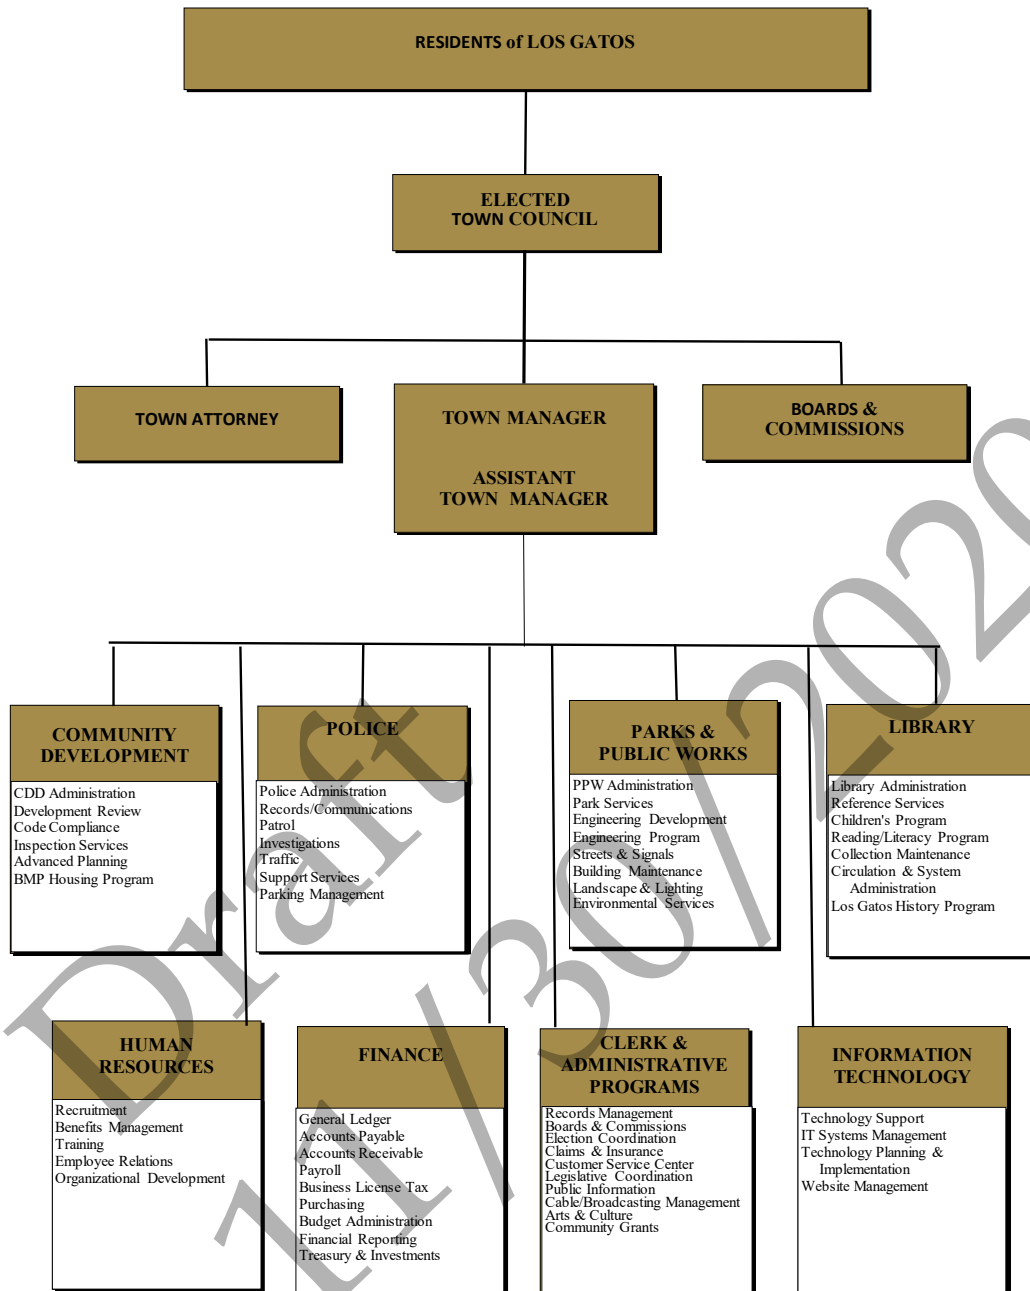 RESIDENTS of LOS GATOS
ELECTED
TOWN COUNCIL
TOWN ATTORNEY
TOWN MANAGER
ASSISTANT
TOWN MANAGER
BOARDS &
COMMISSIONS
COMMUNITY
DEVELOPMENT
CDD Administration
Development Review
Code Compliance
Inspection Services
Advanced Planning
BMP Housing Program
POLICE
Police Administration
Records/Communications
Patrol
Investigations
Traffic
Support Services
Parking Management
PARKS &
PUBLIC WORKS
PPW Administration
Park Services
Engineering Development
Engineering Program
Streets & Signals
Building Maintenance
Landscape & Lighting
Environmental Services
LIBRARY
Library Administration
Reference Services
Children's Program
Reading/Literacy Program
Collection Maintenance
Circulation & System
Administration
Los Gatos History Program
HUMAN
RESOURCES
Recruitment
Benefits Management
Training
Employee Relations
Organizational Development
FINANCE
General Ledger
Accounts Payable
Accounts Receivable
Payroll
Business License Tax
Purchasing
Budget Administration
Financial Reporting
Treasury & Investments
CLERK &
ADMINISTRATIVE
PROGRAMS
Records Management
Boards & Commissions
Election Coordination
Claims & Insurance
Customer Service Center
Legislative Coordination
Public Information
Cable/Broadcasting Management
Arts & Culture
Community Grants
INFORMATION
TECHNOLOGY
Technology Support
IT Systems Management
Technology Planning &
Implementation
Website Management
Draft
11/30/2020